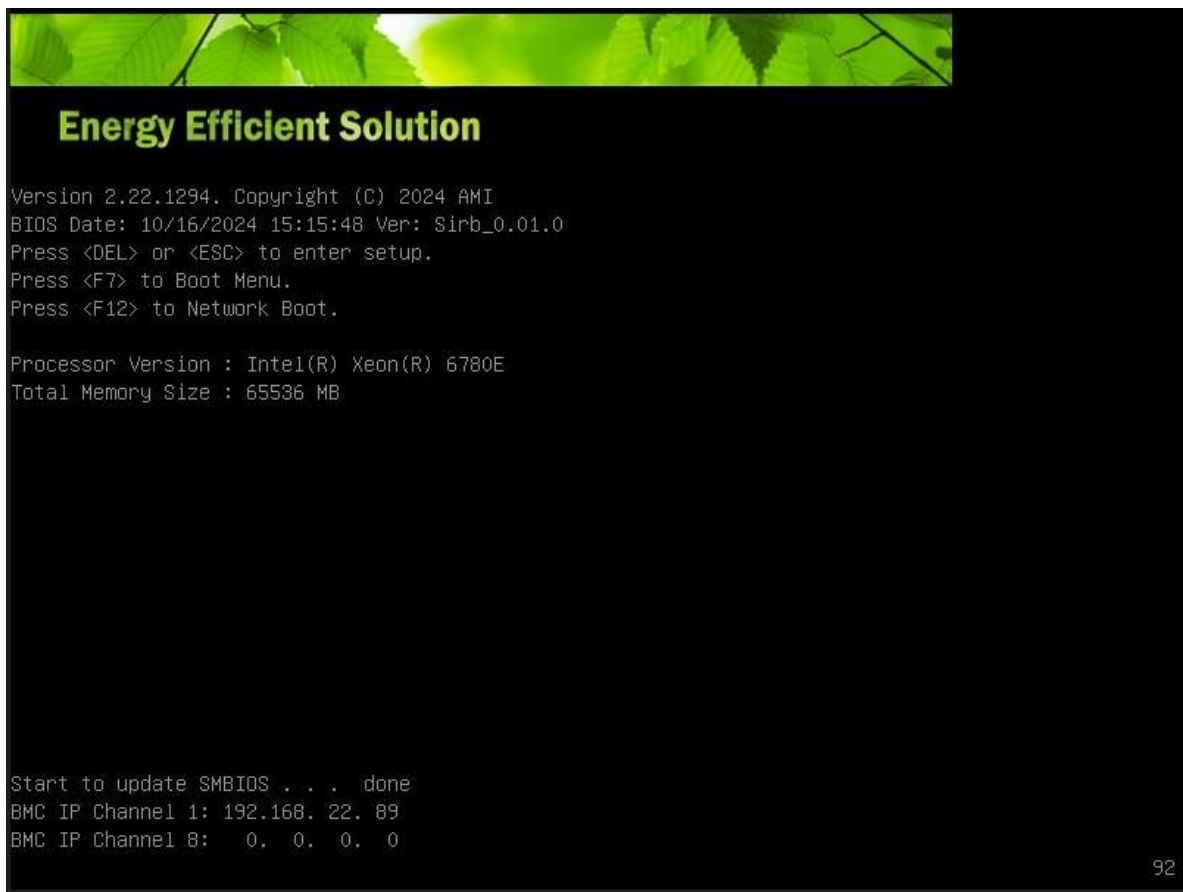 Energy Efficient Solution
Version 2.22.1294. Copyright (C) 2024 AMI
BIOS Date: 10/16/2024 15:15:48 Ver: Sirb_0.01.0
Press <DEL> or <ESC> to enter setup.
Press <F7> to Boot Menu.
Press <F12> to Network Boot.
Processor Version : Intel(R) Xeon(R) 6780E
Total Memory Size : 65536 MB
Start to update SMBIOS . . .  done
BMC IP Channel 1: 192.168. 22. 89
BMC IP Channel 8:   0.  0.  0.  0
92